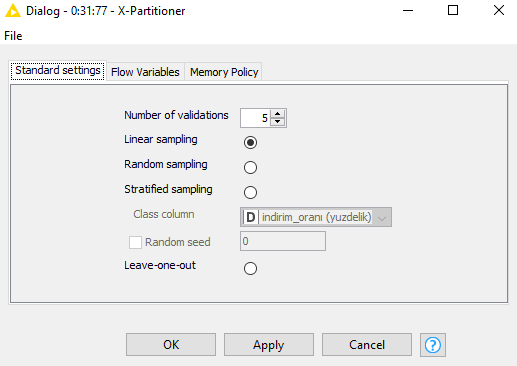 Dialog - 0:31:77 - X-Partitioner
File
Standard settings Flow Variables Memory Policy
Number of validations 5
Linear sampling
Random sampling
Stratified sampling
Class column D indirim_oranı (yuzdelik)
Random seed 0
Leave-one-out
OK Apply Cancel ?